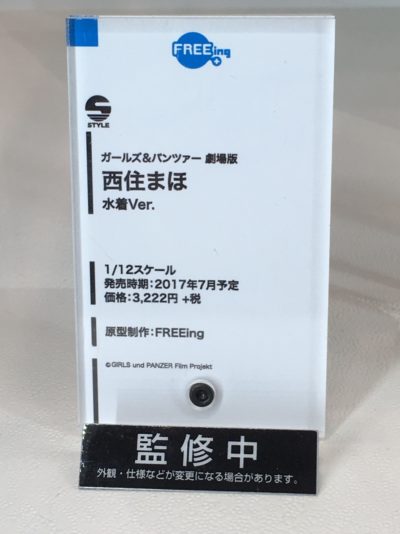 FREEing
S
STYLE
ガールズ&パンツァー 劇場版
西住まほ
水着Ver.
1/12スケール
発売時期：2017年7月予定
価格：3,222円 +税
原型制作：FREEing
©GIRLS und PANZER Film Projekt
監修中
外観・仕様などが変更になる場合があります。